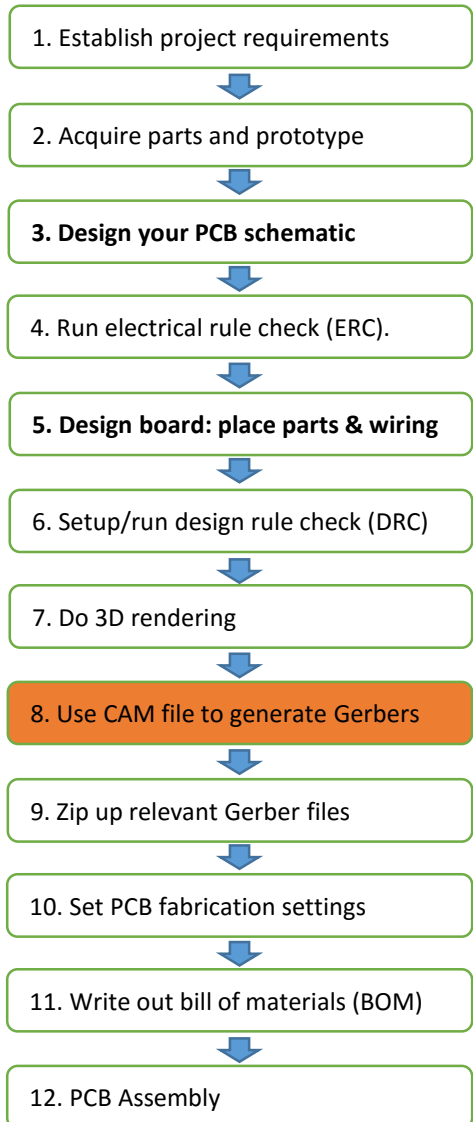 1. Establish project requirements
2. Acquire parts and prototype
3. Design your PCB schematic
4. Run electrical rule check (ERC).
5. Design board: place parts & wiring
6. Setup/run design rule check (DRC)
7. Do 3D rendering
8. Use CAM file to generate Gerbers
9. Zip up relevant Gerber files
10. Set PCB fabrication settings
11. Write out bill of materials (BOM)
12. PCB Assembly